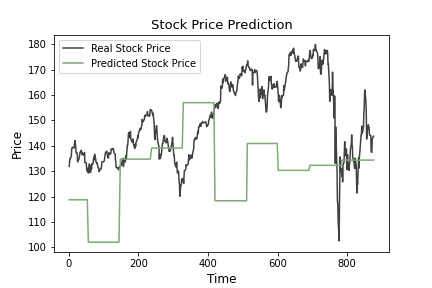 Stock Price Prediction
Real Stock Price
Predicted Stock Price
Price
180
170
160
150
140
130
120
110
100
0 200 400 600 800
Time